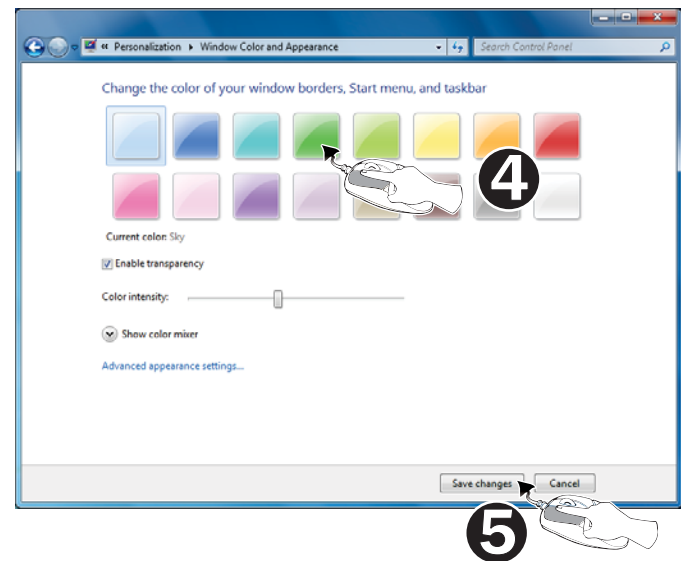 « Personalization ▸ Window Color and Appearance
Search Control Panel
Change the color of your window borders, Start menu, and taskbar
4
Current color: Sky
Enable transparency
Color intensity:
Show color mixer
Advanced appearance settings...
Save changes
Cancel
5